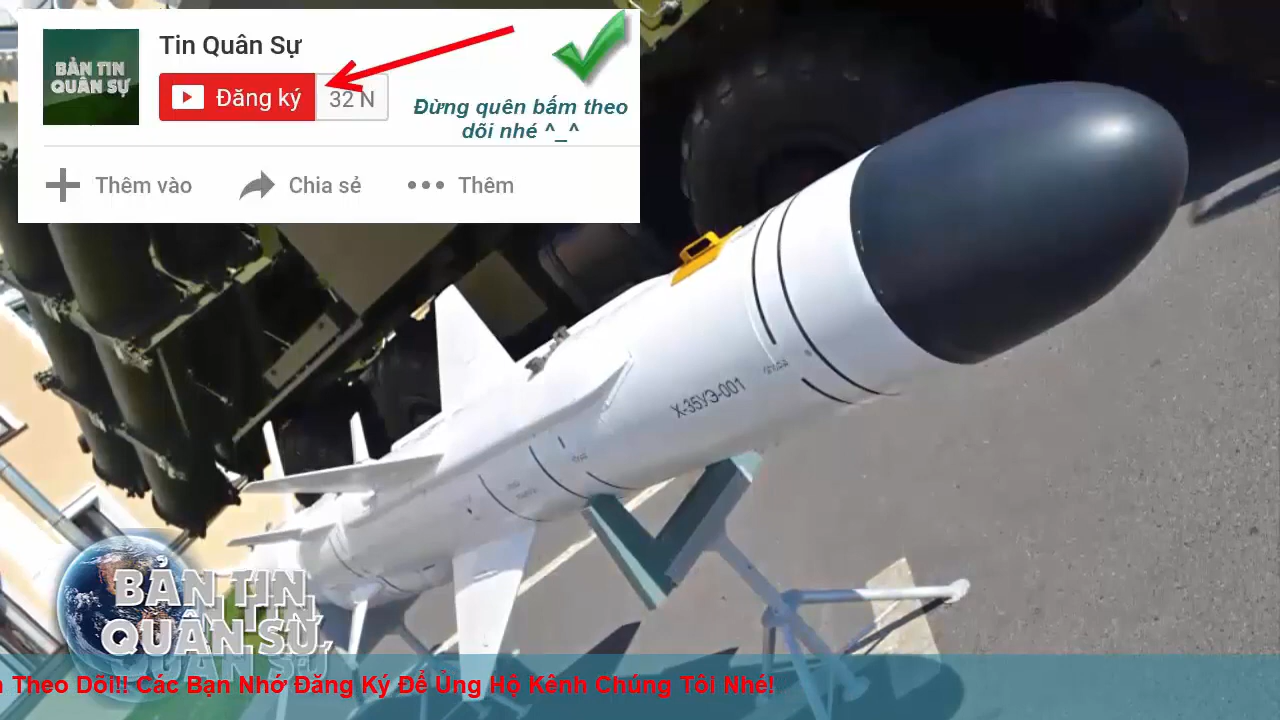 Tin Quân Sự
BẢN TIN
QUÂN SỰ
Đăng ký
32 N
Đừng quên bấm theo
dõi nhé ^_^
Thêm vào
Chia sẻ
Thêm
X-35УЭ-001
BẢN TIN
QUÂN SỰ
Theo Dõi!! Các Bạn Nhớ Đăng Ký Để Ủng Hộ Kênh Chúng Tôi Nhé!